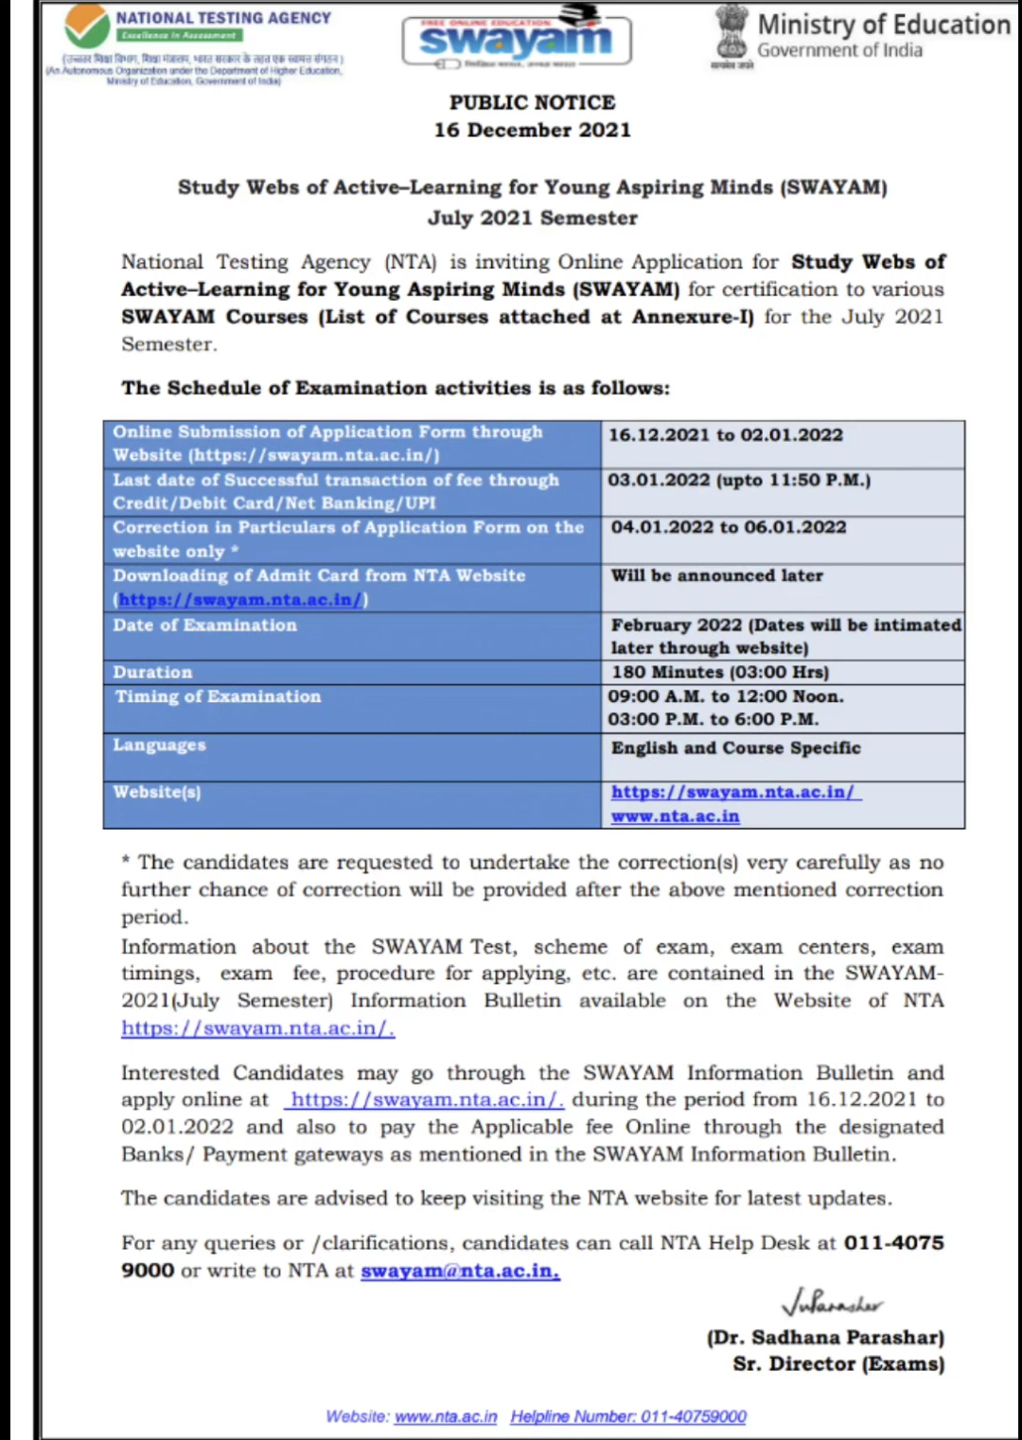 NATIONAL TESTING AGENCY
Excellence in Assessment
(उच्चतर शिक्षा विभाग, शिक्षा मंत्रालय, भारत सरकार के तहत एक स्वायत्त संगठन)
(An Autonomous Organization under the Department of Higher Education,
Ministry of Education, Government of India)
FREE ONLINE EDUCATION
swayam
Ministry of Education
Government of India
सत्यमेव जयते
PUBLIC NOTICE
16 December 2021
Study Webs of Active–Learning for Young Aspiring Minds (SWAYAM)
July 2021 Semester
National Testing Agency (NTA) is inviting Online Application for Study Webs of
Active–Learning for Young Aspiring Minds (SWAYAM) for certification to various
SWAYAM Courses (List of Courses attached at Annexure-I) for the July 2021
Semester.
The Schedule of Examination activities is as follows:
Online Submission of Application Form through
Website (https://swayam.nta.ac.in/)
16.12.2021 to 02.01.2022
Last date of Successful transaction of fee through
Credit/Debit Card/Net Banking/UPI
03.01.2022 (upto 11:50 P.M.)
Correction in Particulars of Application Form on the
website only *
04.01.2022 to 06.01.2022
Downloading of Admit Card from NTA Website
(https://swayam.nta.ac.in/)
Will be announced later
Date of Examination
February 2022 (Dates will be intimated
later through website)
Duration
180 Minutes (03:00 Hrs)
Timing of Examination
09:00 A.M. to 12:00 Noon.
03:00 P.M. to 6:00 P.M.
Languages
English and Course Specific
Website(s)
https://swayam.nta.ac.in/
www.nta.ac.in
* The candidates are requested to undertake the correction(s) very carefully as no
further chance of correction will be provided after the above mentioned correction
period.
Information about the SWAYAM Test, scheme of exam, exam centers, exam
timings, exam fee, procedure for applying, etc. are contained in the SWAYAM-
2021(July Semester) Information Bulletin available on the Website of NTA
https://swayam.nta.ac.in/.
Interested Candidates may go through the SWAYAM Information Bulletin and
apply online at https://swayam.nta.ac.in/. during the period from 16.12.2021 to
02.01.2022 and also to pay the Applicable fee Online through the designated
Banks/ Payment gateways as mentioned in the SWAYAM Information Bulletin.
The candidates are advised to keep visiting the NTA website for latest updates.
For any queries or /clarifications, candidates can call NTA Help Desk at 011-4075
9000 or write to NTA at swayam@nta.ac.in.
(Dr. Sadhana Parashar)
Sr. Director (Exams)
Website: www.nta.ac.in Helpline Number: 011-40759000